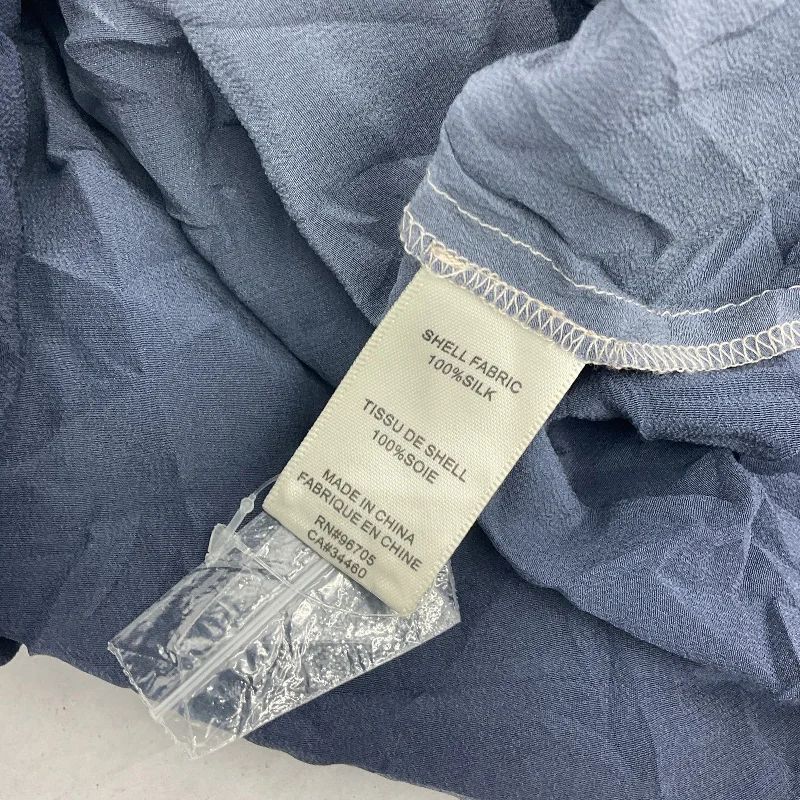 SHELL FABRIC
100%SILK
TISSU DE SHELL
100%SOIE
MADE IN CHINA
FABRIQUE EN CHINE
RN#96705
CA#34460